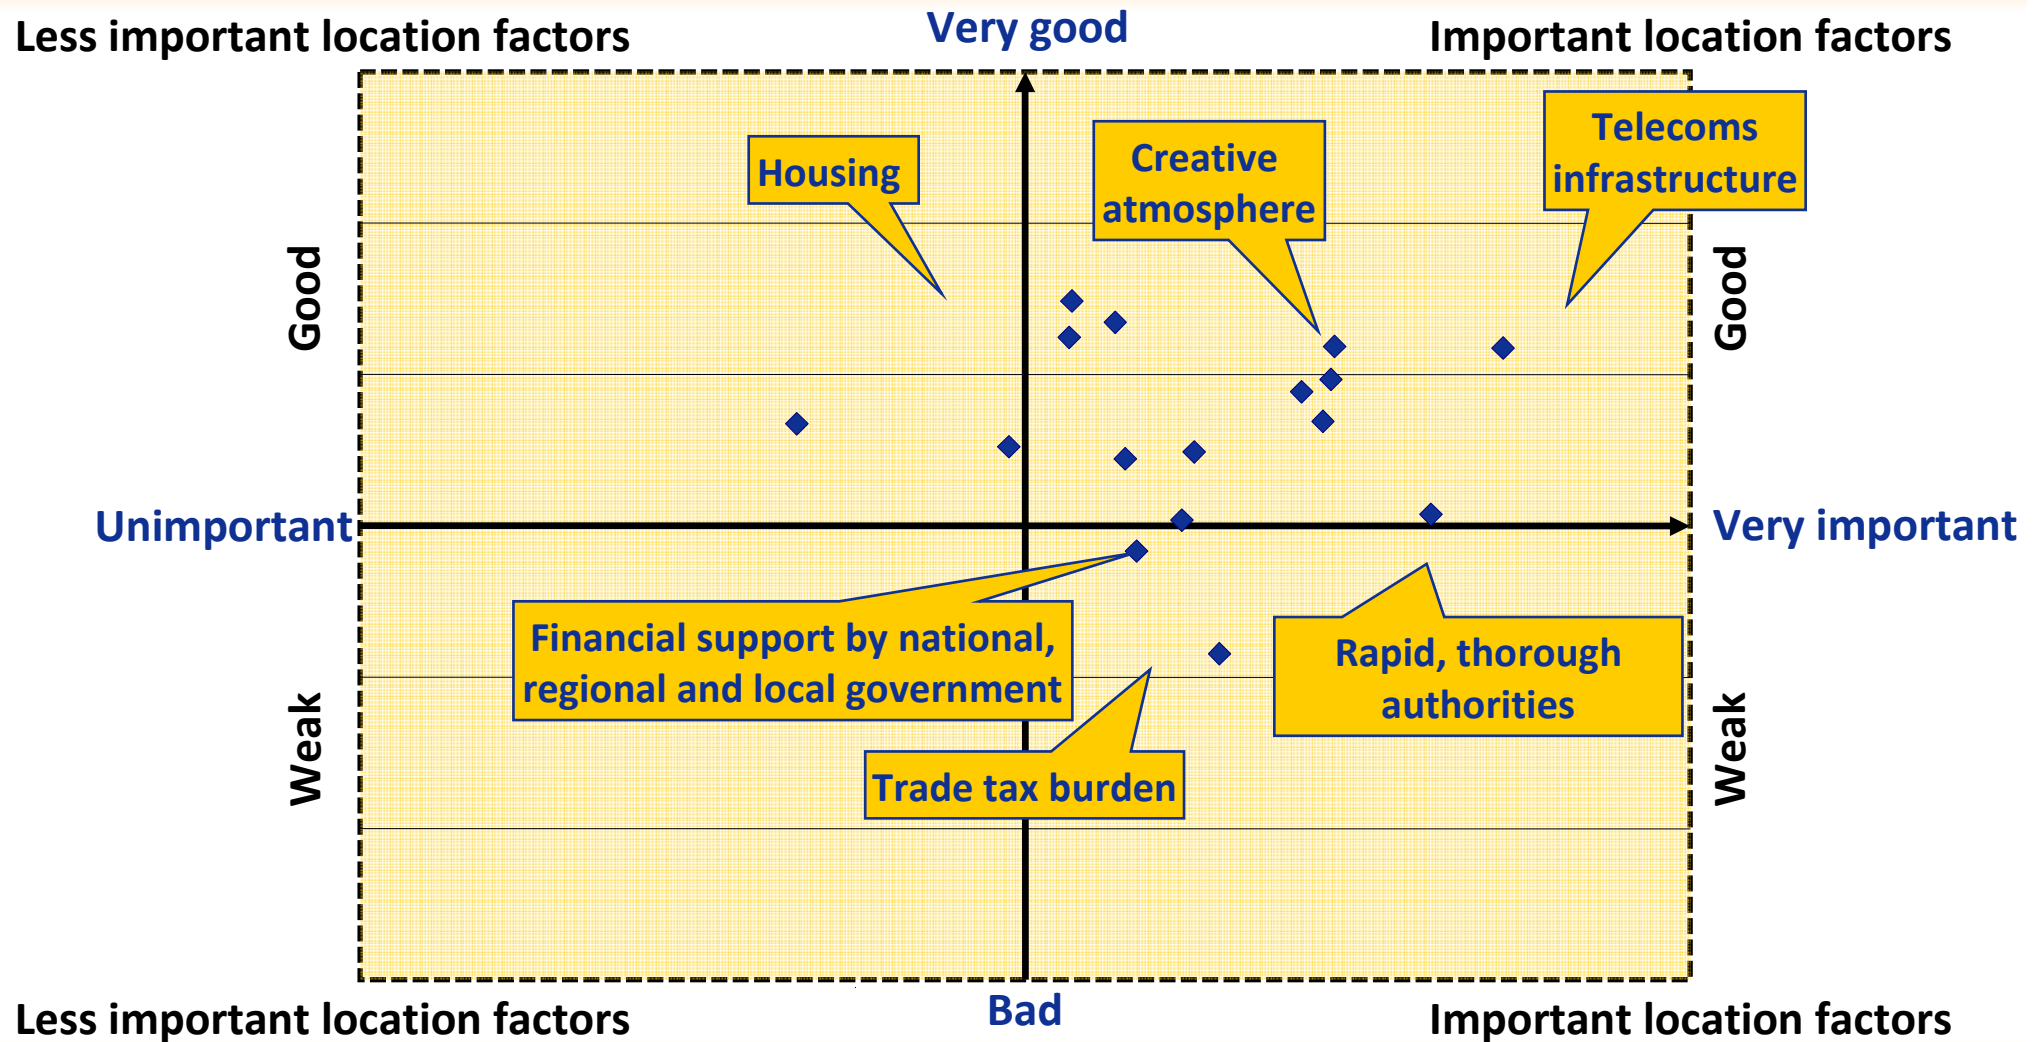 Less important location factors
Very good
Important location factors
Telecoms
infrastructure
Creative
atmosphere
Housing
Good
Good
Unimportant
Very important
Financial support by national,
regional and local government
Rapid, thorough
authorities
Weak
Weak
Trade tax burden
Less important location factors
Bad
Important location factors